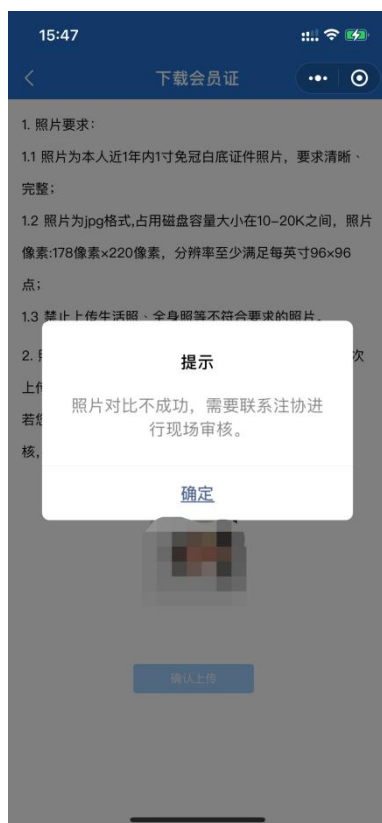 15:47
下载会员证
1. 照片要求：
1.1 照片为本人近1年内1寸免冠白底证件照片，要求清晰、
完整；
1.2 照片为jpg格式,占用磁盘容量大小在10-20K之间，照片
像素:178像素×220像素，分辨率至少满足每英寸96×96
点；
1.3 禁止上传生活照、全身照等不符合要求的照片。
2.
次
提示
上
照片对比不成功，需要联系注协进
行现场审核。
若
核，
确定
确认上传